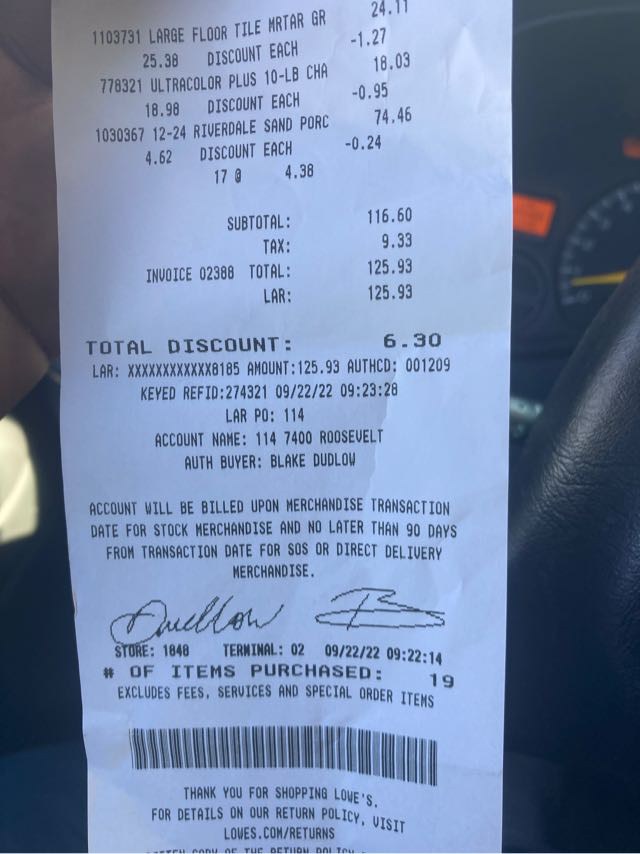 1103731 LARGE FLOOR TILE MRTAR GR 24.11
25.38 DISCOUNT EACH -1.27
778321 ULTRACOLOR PLUS 10-LB CHA 18.03
18.98 DISCOUNT EACH -0.95
1030367 12-24 RIVERDALE SAND PORC 74.46
4.62 DISCOUNT EACH -0.24
17 @ 4.38
SUBTOTAL: 116.60
TAX: 9.33
INVOICE 02388 TOTAL: 125.93
LAR: 125.93
TOTAL DISCOUNT: 6.30
LAR: XXXXXXXXXXXX8185 AMOUNT:125.93 AUTHCD: 001209
KEYED REFID:274321 09/22/22 09:23:28
LAR PO: 114
ACCOUNT NAME: 114 7400 ROOSEVELT
AUTH BUYER: BLAKE DUDLOW
ACCOUNT WILL BE BILLED UPON MERCHANDISE TRANSACTION
DATE FOR STOCK MERCHANDISE AND NO LATER THAN 90 DAYS
FROM TRANSACTION DATE FOR SOS OR DIRECT DELIVERY
MERCHANDISE.
STORE: 1848 TERMINAL: 02 09/22/22 09:22:14
# OF ITEMS PURCHASED: 19
EXCLUDES FEES, SERVICES AND SPECIAL ORDER ITEMS
THANK YOU FOR SHOPPING LOWE'S.
FOR DETAILS ON OUR RETURN POLICY, VISIT
LOWES.COM/RETURNS
COPY OF THE RETURN